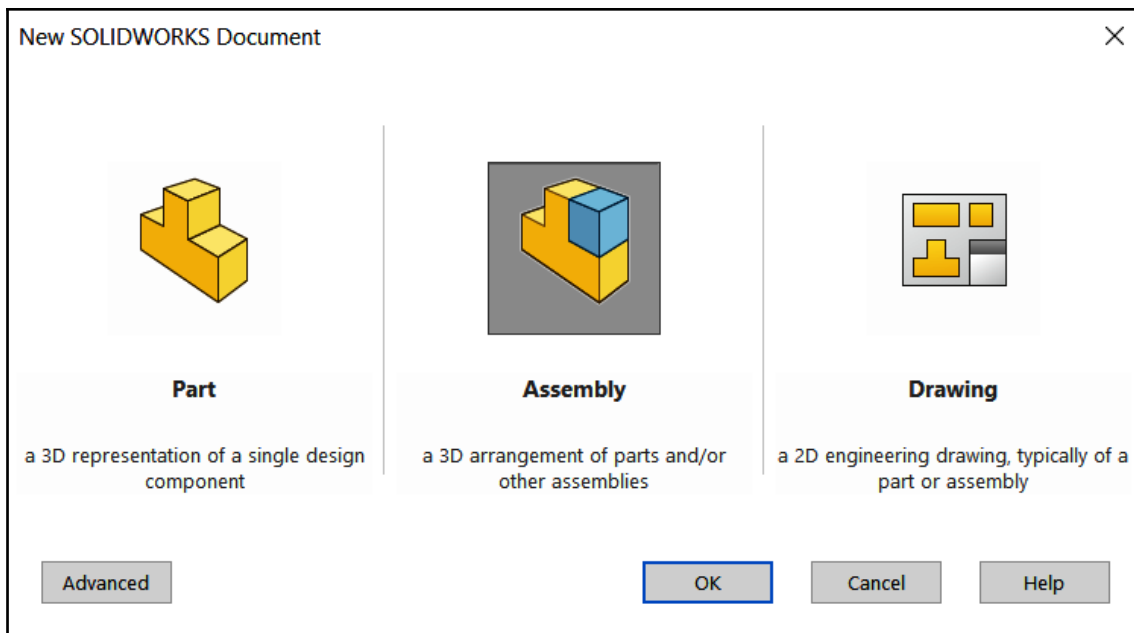 New SOLIDWORKS Document
Part
a 3D representation of a single design
component
Assembly
a 3D arrangement of parts and/or
other assemblies
Drawing
a 2D engineering drawing, typically of a
part or assembly
Advanced
OK
Cancel
Help